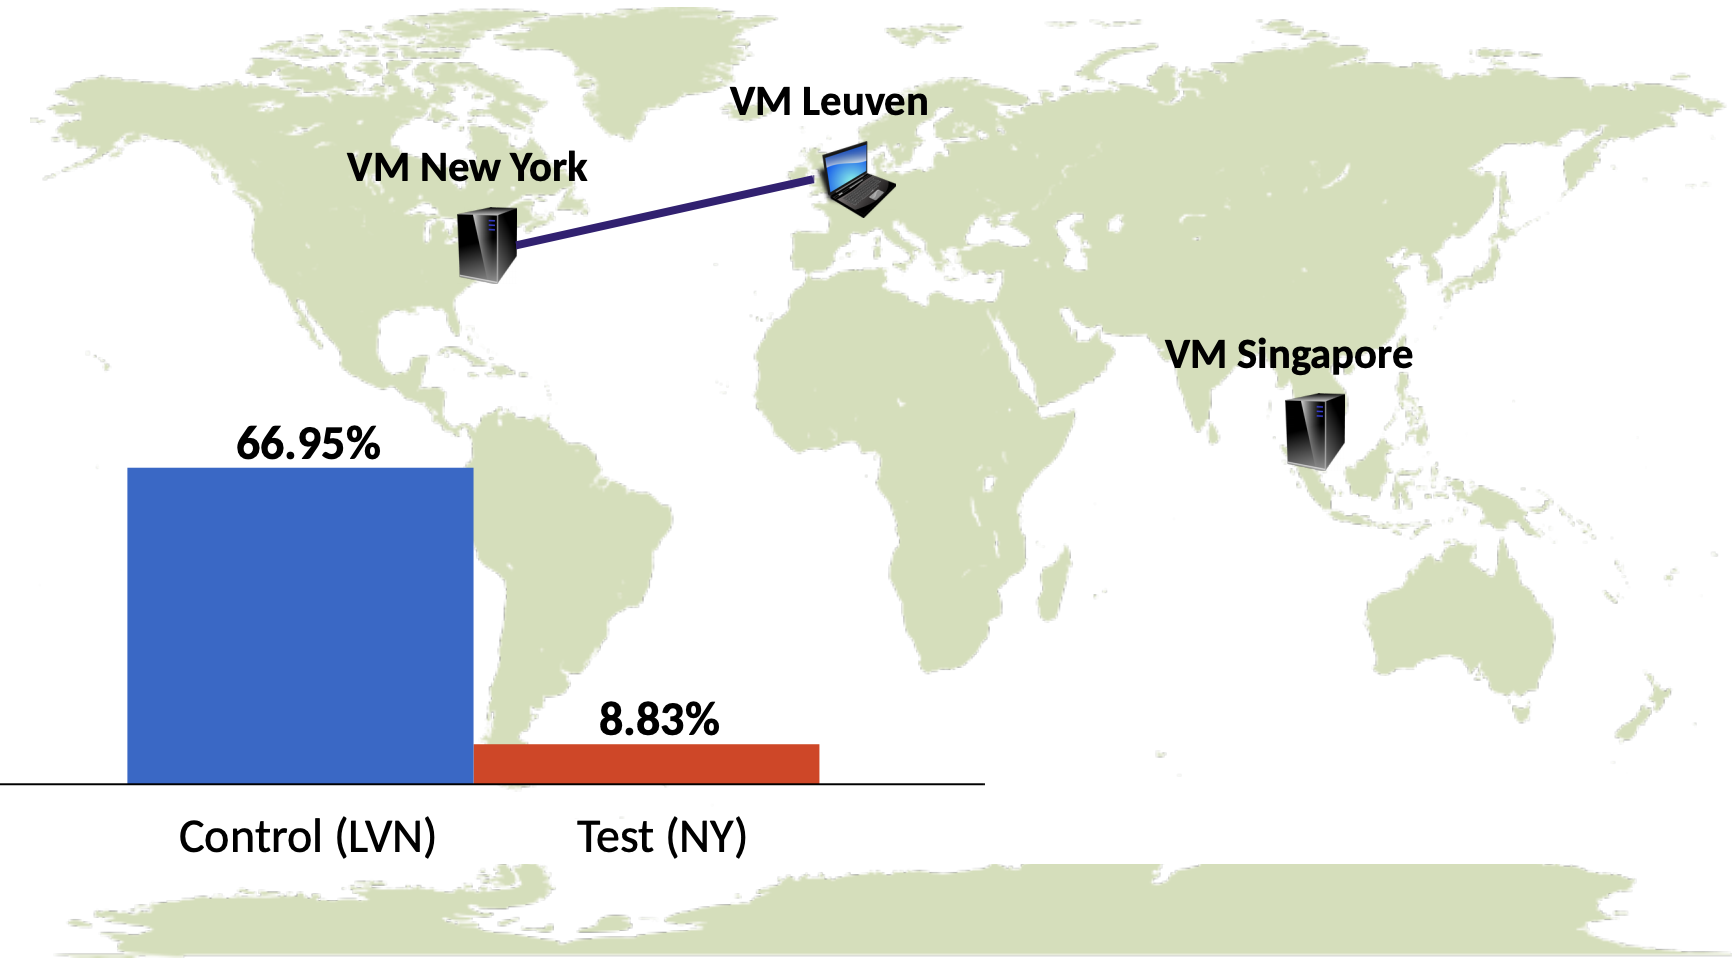 VM Leuven
VM New York
VM Singapore
66.95%
8.83%
Control (LVN)
Test (NY)